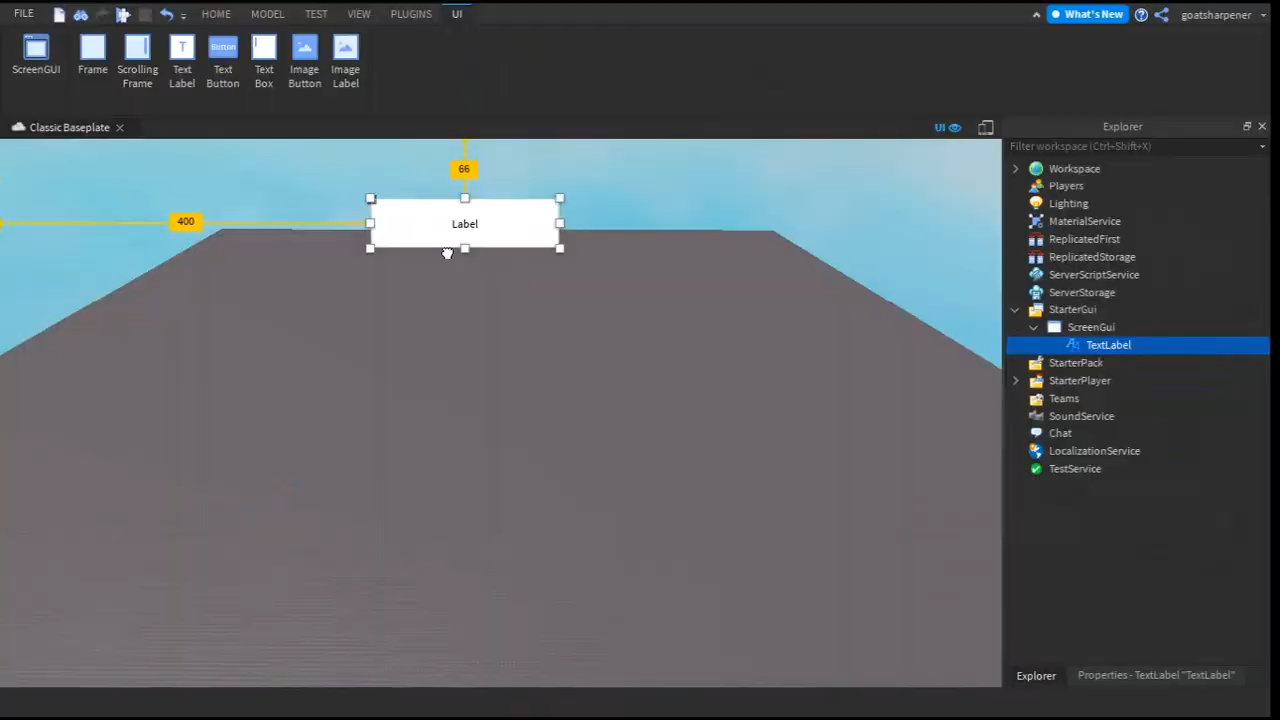 FILE HOME MODEL TEST VIEW PLUGINS UI What's New goatsharpener
ScreenGUI Frame Scrolling Frame Text Label Text Button Text Box Image Button Image Label
T Button
Classic Baseplate UI Explorer
Filter workspace (Ctrl+Shift+X)
66
400
Label
Workspace
Players
Lighting
MaterialService
ReplicatedFirst
ReplicatedStorage
ServerScriptService
ServerStorage
StarterGui
ScreenGui
TextLabel
StarterPack
StarterPlayer
Teams
SoundService
Chat
LocalizationService
TestService
Explorer Properties - TextLabel "TextLabel"